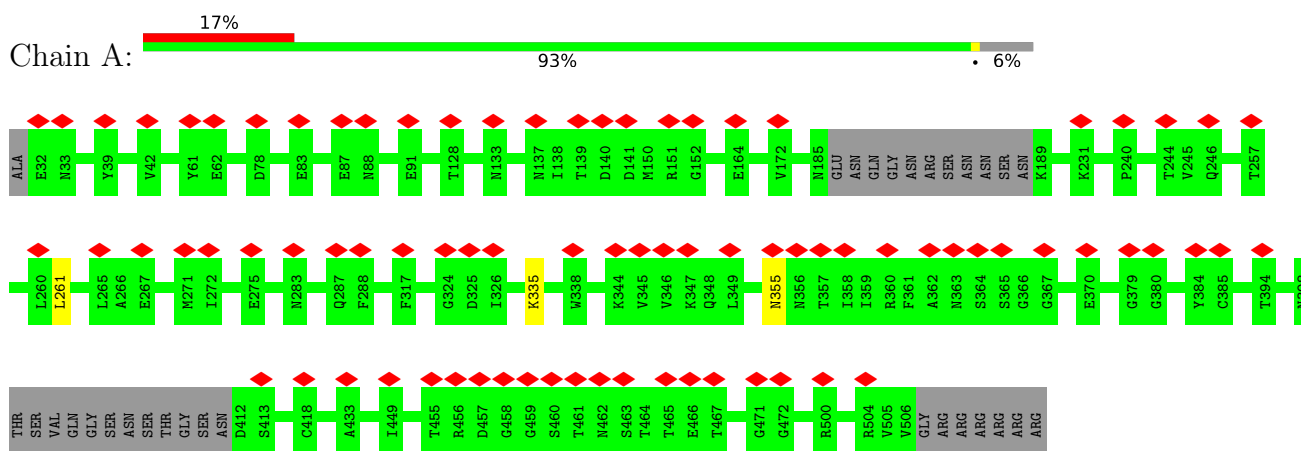 17%
Chain A:
93% • 6%
ALA E32 N33 Y39 V42 Y61 E62 D78 E83 E87 N88 E91 T128 N133 N137 I138 T139 D140 D141 M150 R151 G152 E164 V172 N185 GLU ASN GLN GLY ASN ARG SER ASN ASN SER ASN K189 K231 P240 T244 V245 Q246 T257
L260 L261 L265 A266 E267 M271 I272 E275 N283 Q287 F288 F317 G324 D325 I326 K335 W338 K344 V345 V346 K347 Q348 L349 N355 N356 T357 I358 I359 R360 F361 A362 N363 S364 S365 G366 G367 E370 G379 G380 Y384 C385 T394
THR SER VAL GLN GLY SER ASN SER THR GLY SER ASN D412 S413 C418 A433 I449 T455 R456 D457 G458 G459 S460 T461 N462 S463 T464 T465 E466 T467 G471 G472 R500 R504 V505 V506 GLY ARG ARG ARG ARG ARG ARG